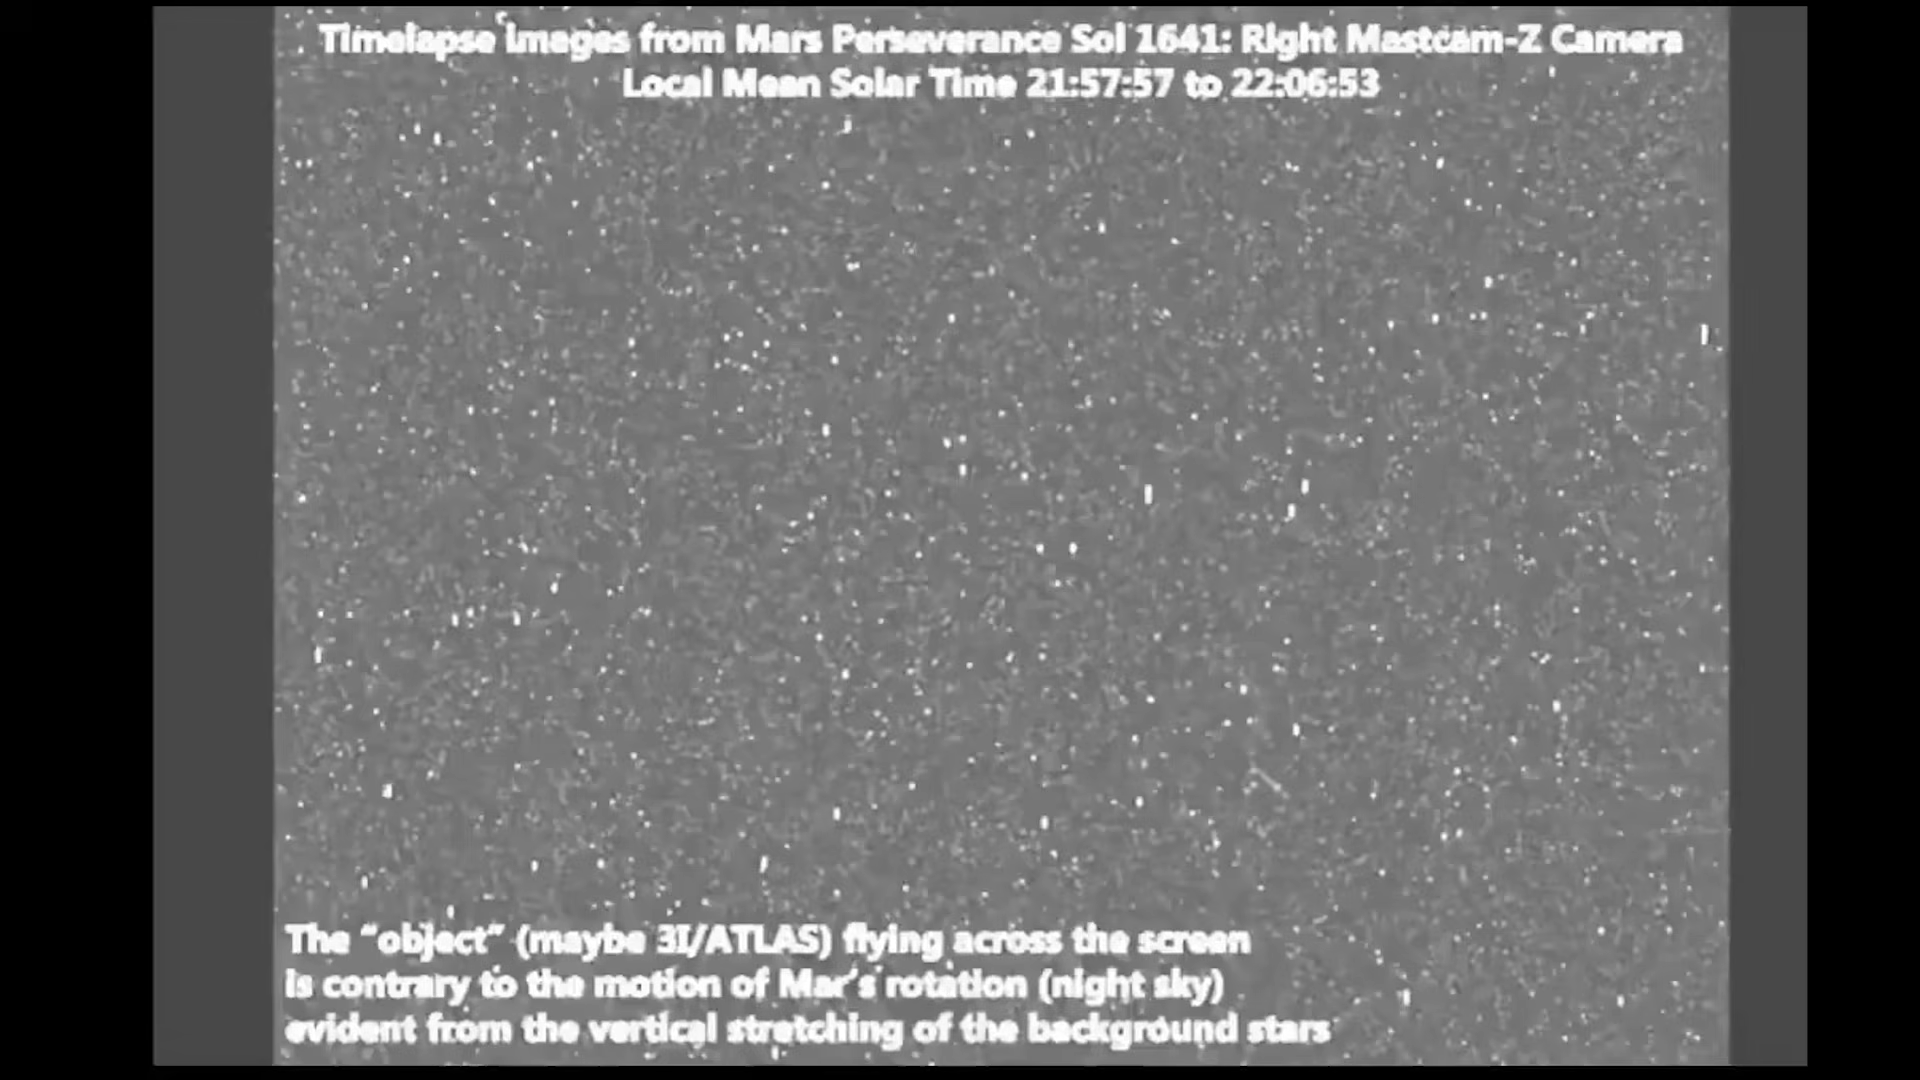 Timelapse Images from Mars Perseverance Sol 1641: Right Mastcam-Z Camera
Local Mean Solar Time 21:57:57 to 22:06:53
The “object” (maybe 3I/ATLAS) flying across the screen
is contrary to the motion of Mar’s rotation (night sky)
evident from the vertical stretching of the background stars